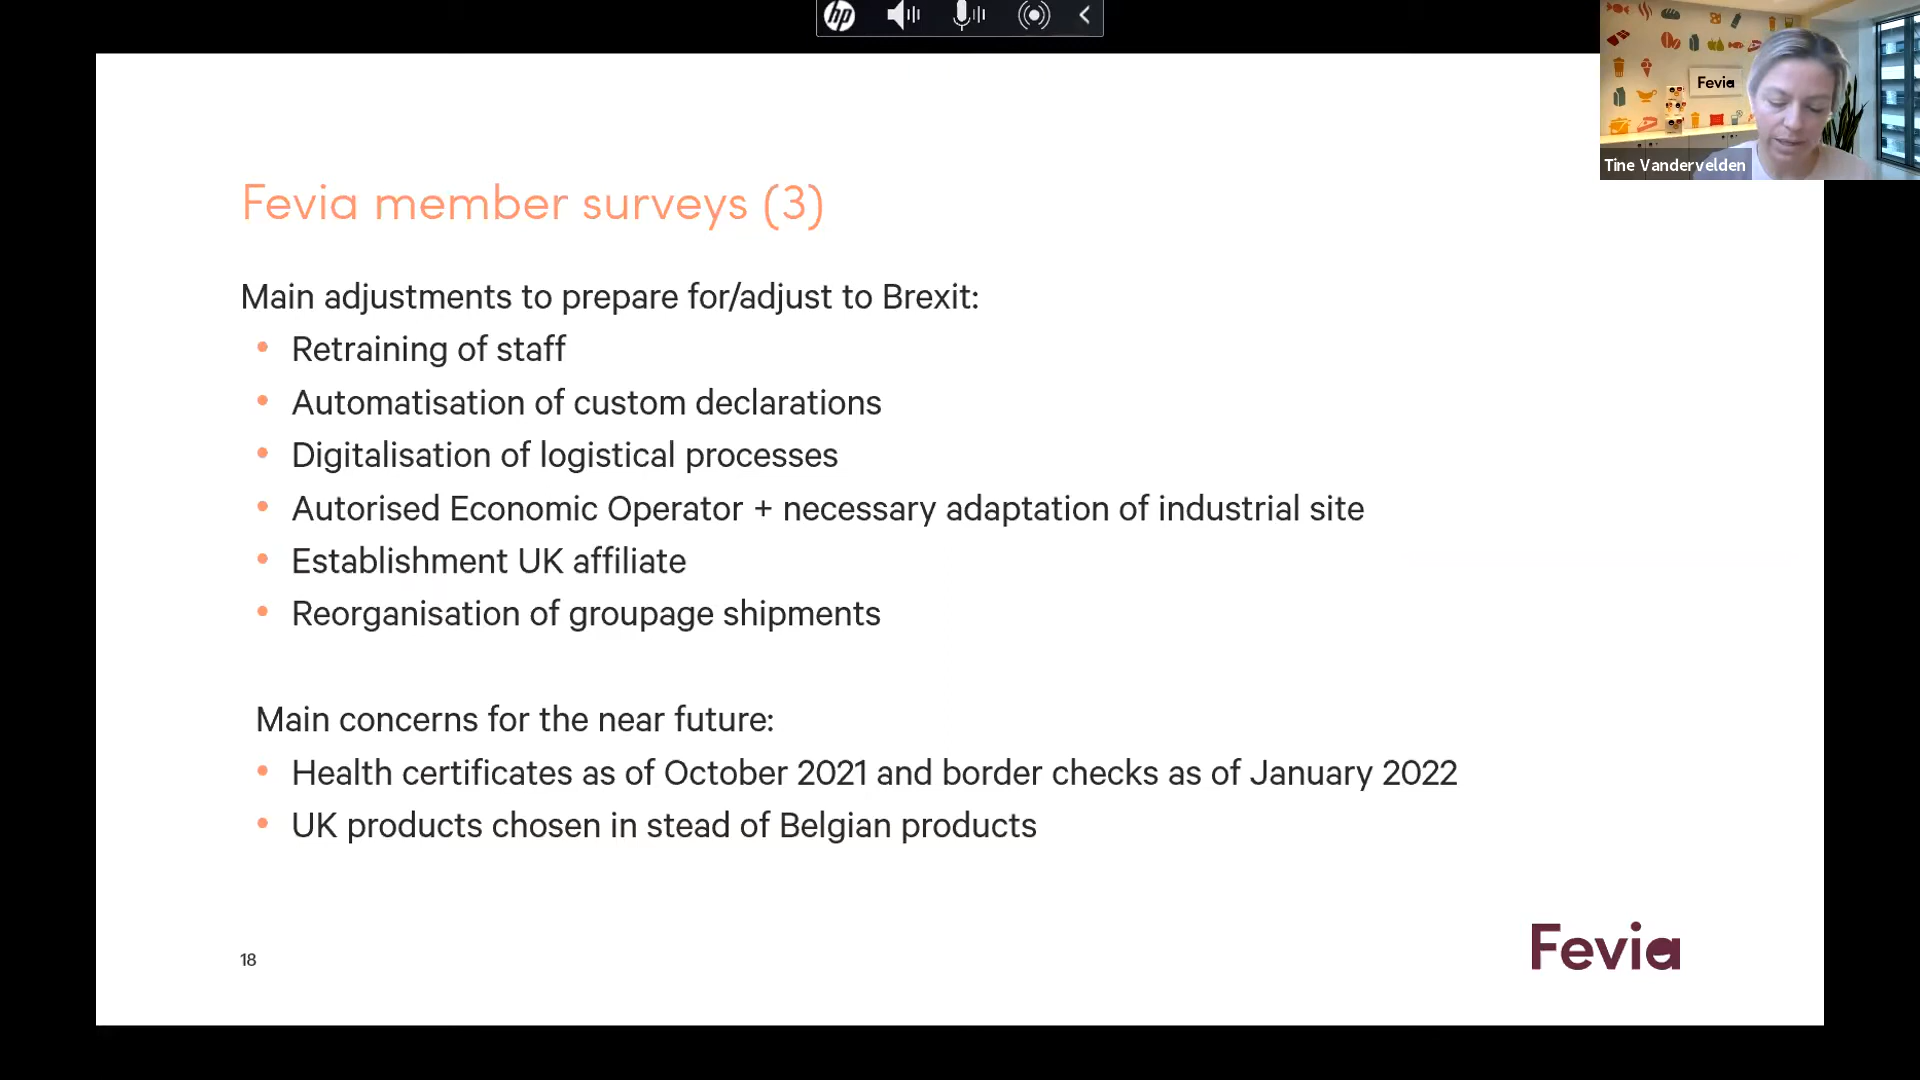 hp
Fevia
Tine Vandervelden
Fevia member surveys (3)
Main adjustments to prepare for/adjust to Brexit:
• Retraining of staff
• Automatisation of custom declarations
• Digitalisation of logistical processes
• Autorised Economic Operator + necessary adaptation of industrial site
• Establishment UK affiliate
• Reorganisation of groupage shipments
Main concerns for the near future:
• Health certificates as of October 2021 and border checks as of January 2022
• UK products chosen in stead of Belgian products
18
Fevia